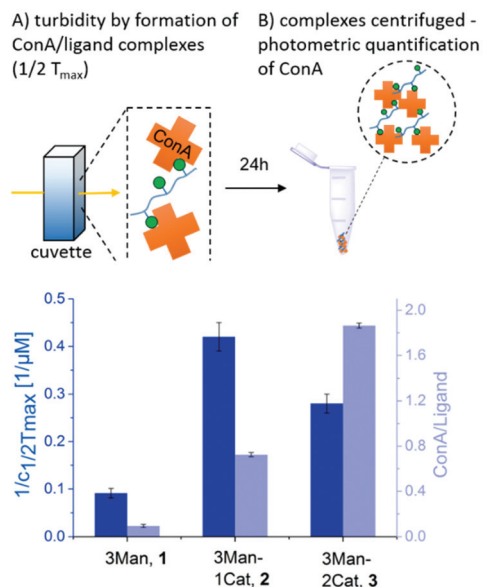 A) turbidity by formation of
ConA/ligand complexes
(1/2 Tmax)
B) complexes centrifuged -
photometric quantification
of ConA
ConA
24h
cuvette
1/c1/2Tmax [1/µM]
0.5
0.4
0.3
0.2
0.1
0.0
ConA/Ligand
2.0
1.6
1.2
0.8
0.4
0.0
3Man, 1
3Man-
1Cat, 2
3Man-
2Cat, 3